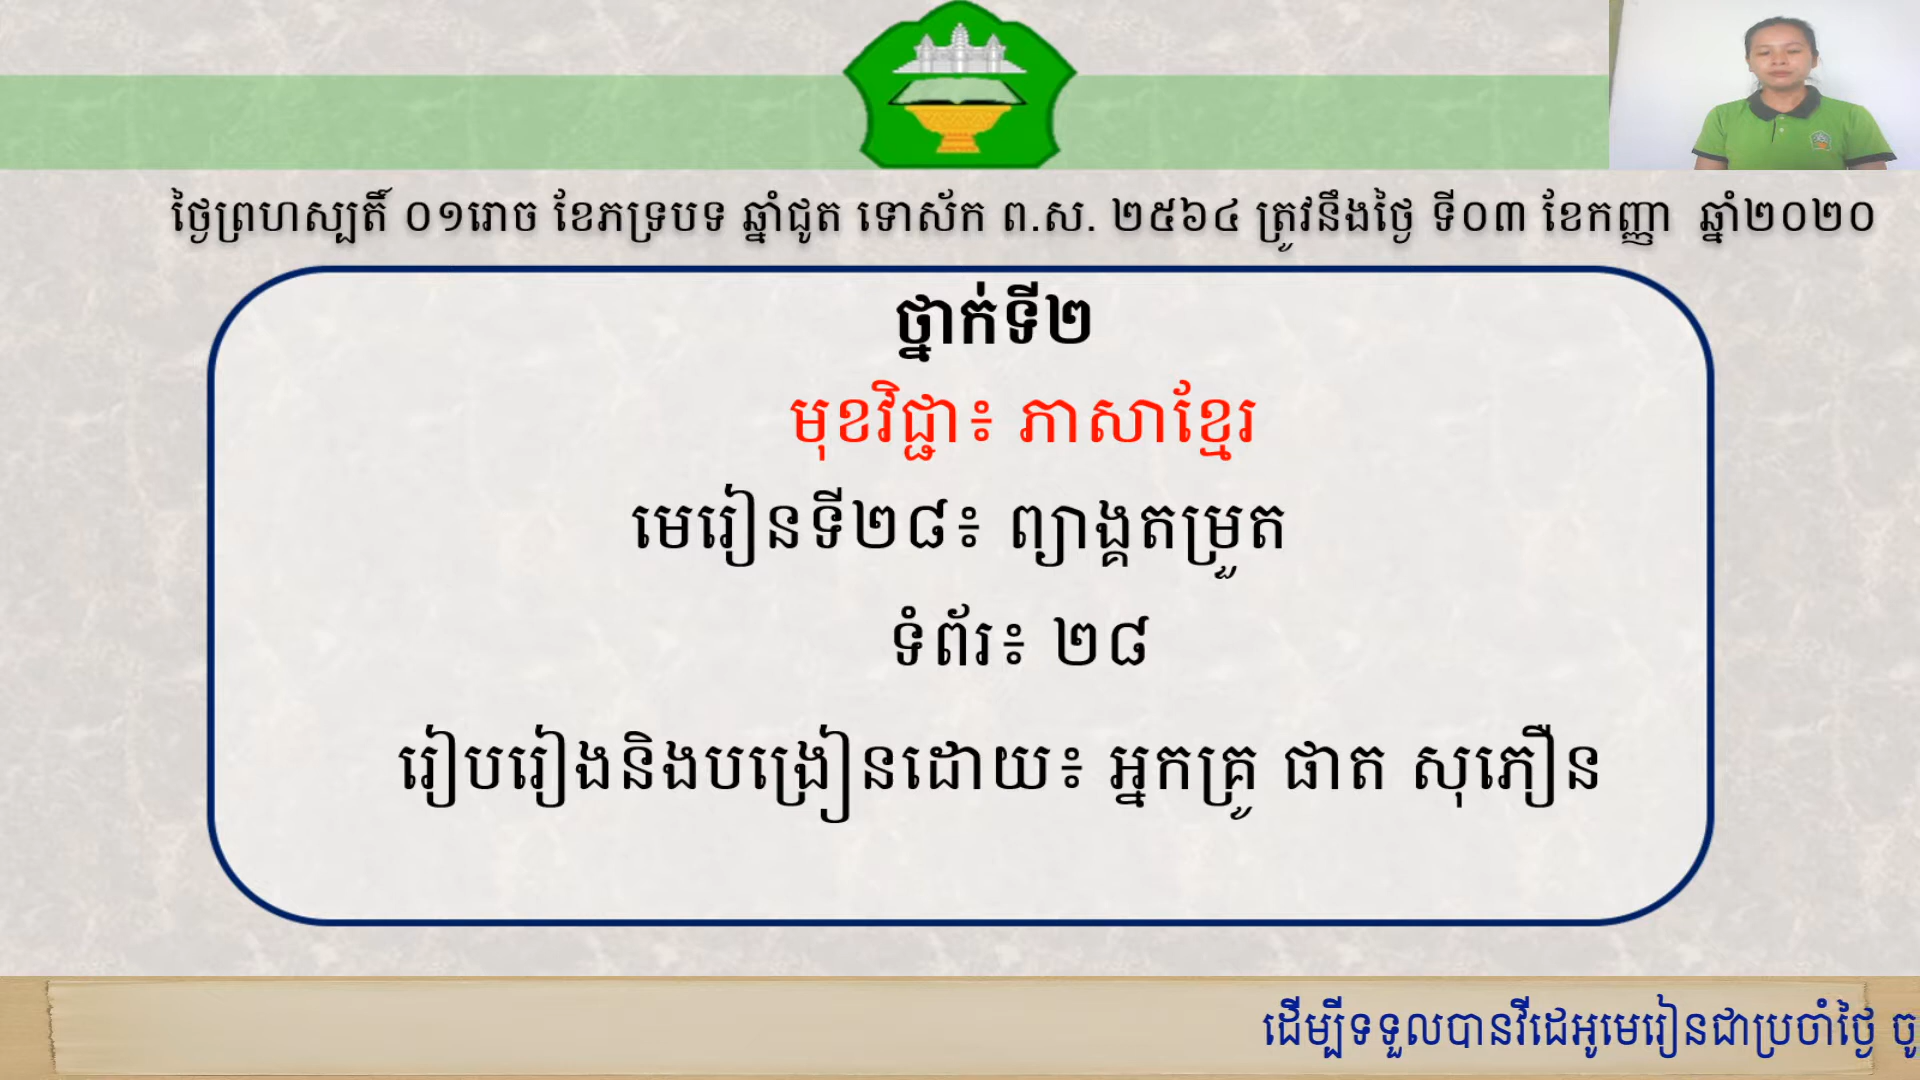 ថ្ងៃព្រហស្បតិ៍ ០១រោច ខែភទ្របទ ឆ្នាំជូត ទោស័ក ព.ស. ២៥៦៤ ត្រូវនឹងថ្ងៃ ទី០៣ ខែកញ្ញា ឆ្នាំ២០២០
ថ្នាក់ទី២
មុខវិជ្ជា៖ ភាសាខ្មែរ
មេរៀនទី២៨៖ ព្យាង្គតម្រួត
ទំព័រ៖ ២៨
រៀបរៀងនិងបង្រៀនដោយ៖ អ្នកគ្រូ ផាត សុភឿន
ដើម្បីទទួលបានវីដេអូមេរៀនជាប្រចាំថ្ងៃ ចូ